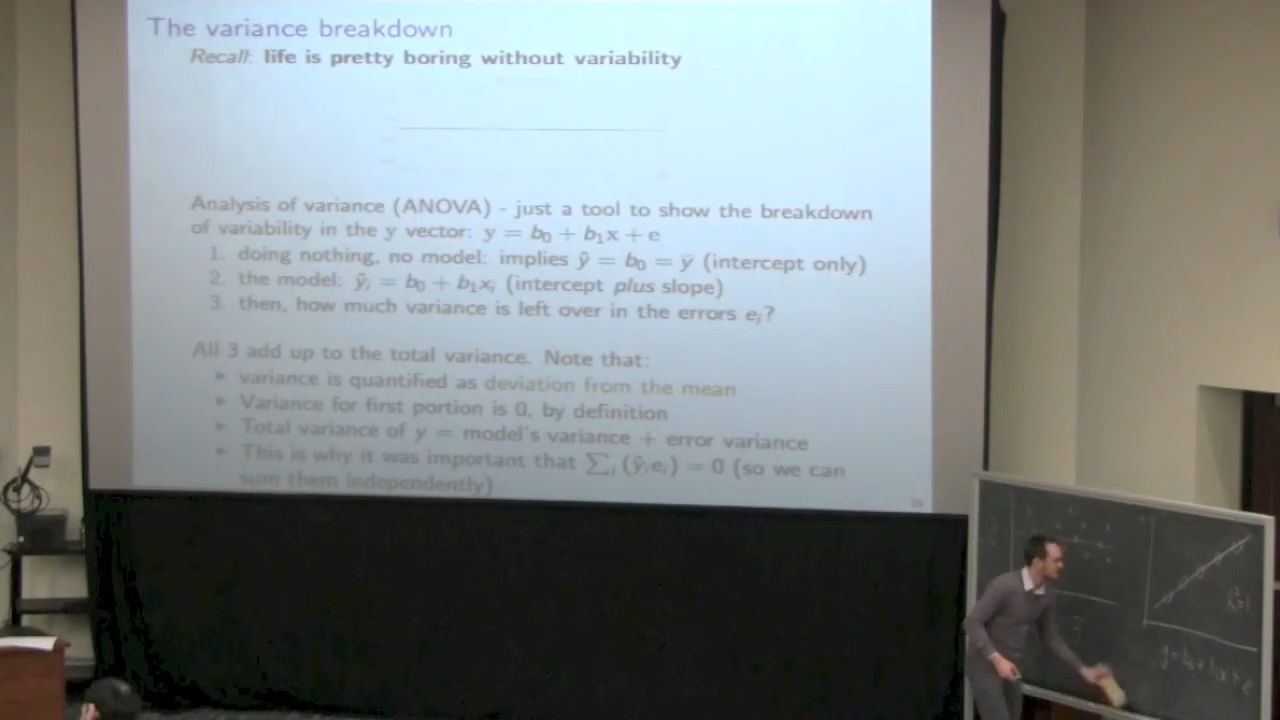 The variance breakdown
Recall: life is pretty boring without variability
Analysis of variance (ANOVA) - just a tool to show the breakdown
of variability in the y vector: y = b₀ + b₁x + e
1. doing nothing, no model: implies ŷ = b₀ = ȳ (intercept only)
2. the model: ŷᵢ = b₀ + b₁xᵢ (intercept plus slope)
3. then, how much variance is left over in the errors eᵢ?
All 3 add up to the total variance. Note that:
► variance is quantified as deviation from the mean
► Variance for first portion is 0, by definition
► Total variance of y = model's variance + error variance
► This is why it was important that ∑ᵢ(ŷᵢeᵢ) = 0 (so we can
sum them independently)
y = b₀ + b₁x + e